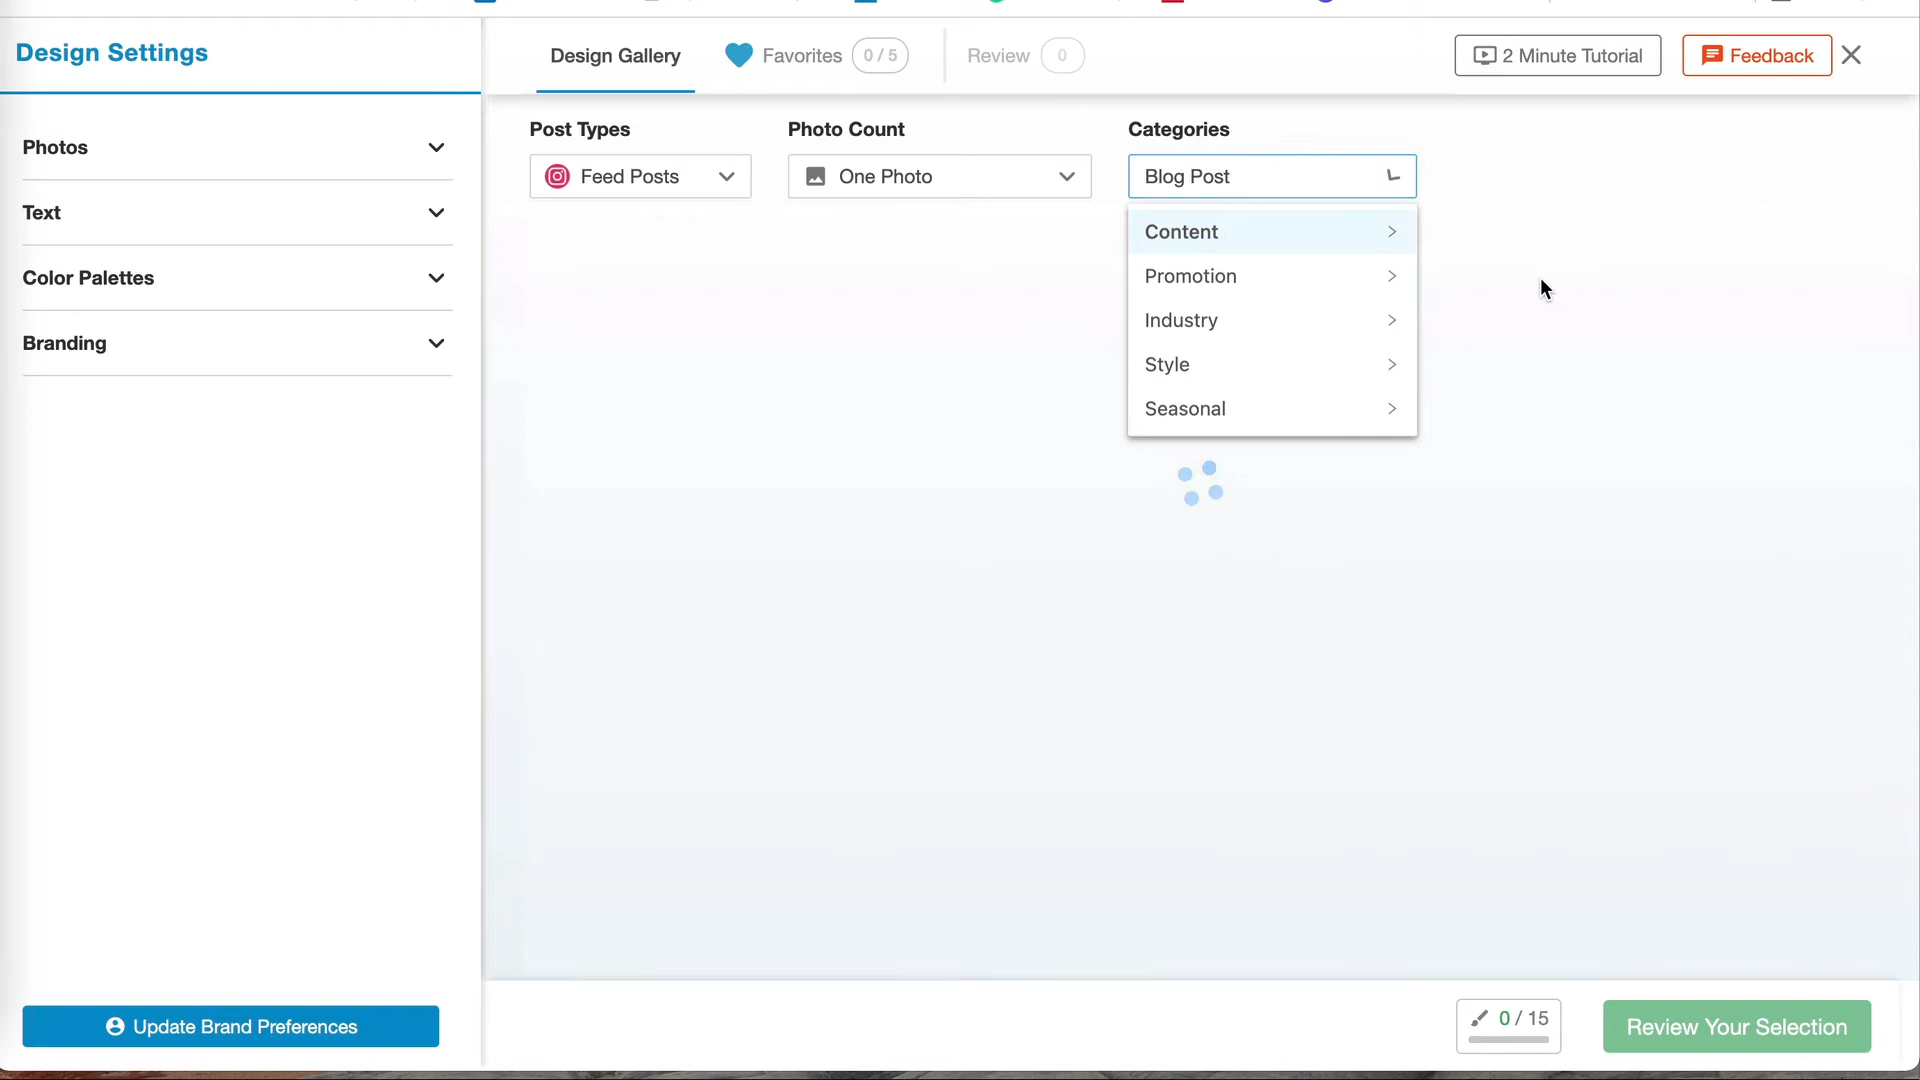 Design Settings
Design Gallery
Favorites
0 / 5
Review
0
2 Minute Tutorial
Feedback
Photos
Text
Color Palettes
Branding
Post Types
Photo Count
Categories
Feed Posts
One Photo
Blog Post
Content
Promotion
Industry
Style
Seasonal
Update Brand Preferences
0 / 15
Review Your Selection